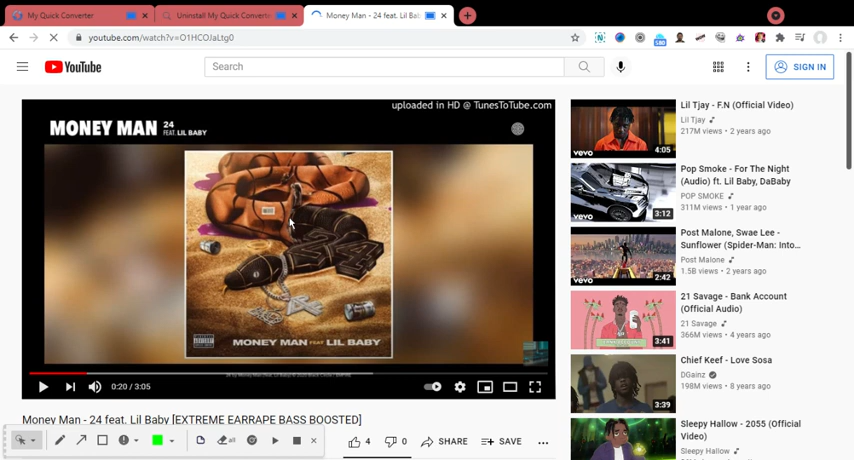 My Quick Converter
Uninstall My Quick Converte
Money Man - 24 feat. Lil Bab
youtube.com/watch?v=O1HCOJaLtg0
580
YouTube
Search
SIGN IN
uploaded in HD @ TunesToTube.com
MONEY MAN 24
FEAT. LIL BABY
MONEY MAN FEAT LIL BABY
0:20 / 3:05
Money Man - 24 feat. Lil Baby [EXTREME EARRAPE BASS BOOSTED]
all
4
0
SHARE
SAVE
vevo
4:05
Lil Tjay - F.N (Official Video)
Lil Tjay
217M views • 2 years ago
vevo
3:12
Pop Smoke - For The Night
(Audio) ft. Lil Baby, DaBaby
POP SMOKE
311M views • 1 year ago
vevo
2:42
Post Malone, Swae Lee -
Sunflower (Spider-Man: Into...
Post Malone
1.5B views • 2 years ago
3:41
21 Savage - Bank Account
(Official Audio)
21 Savage
366M views • 4 years ago
3:39
Chief Keef - Love Sosa
DGainz
198M views • 8 years ago
Sleepy Hallow - 2055 (Official
Video)
Sleepy Hallow